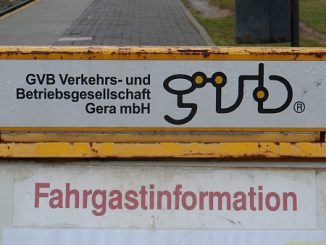 GVB Verkehrs- und
Betriebsgesellschaft
Gera mbH
gvb ®
Fahrgastinformation